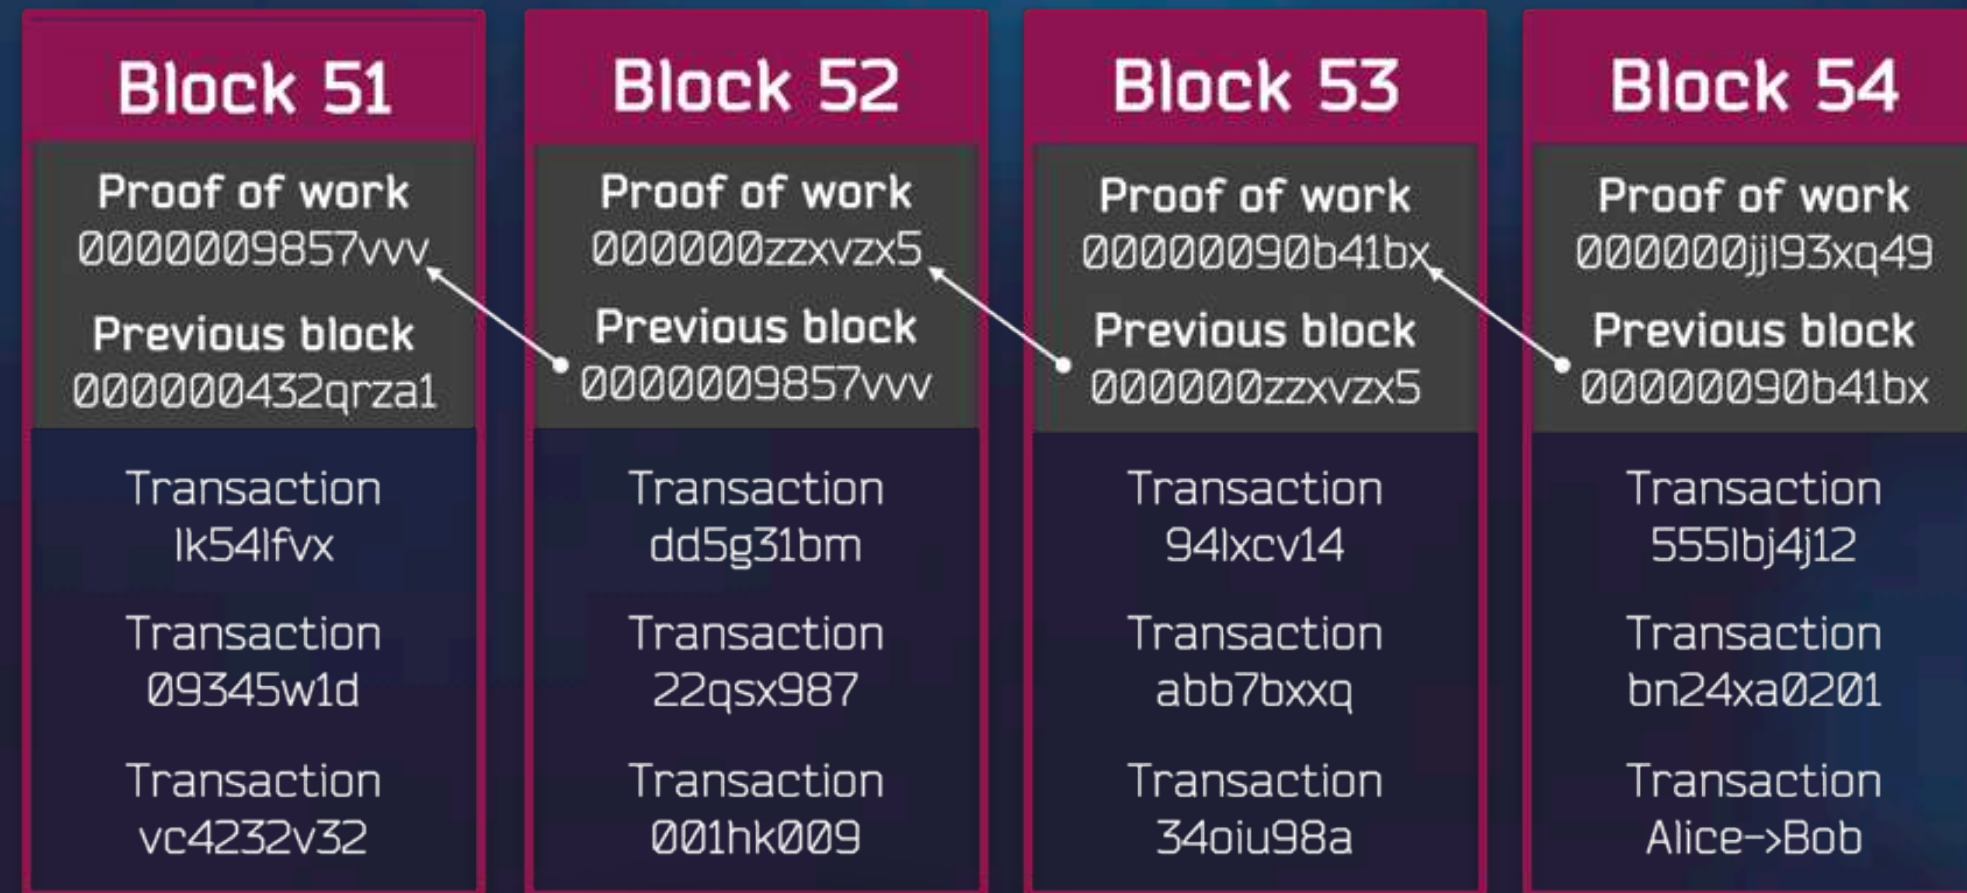 Block 51
Proof of work
0000009857vvv
Previous block
000000432qrza1
Transaction
lk54lfvx
Transaction
09345w1d
Transaction
vc4232v32
Block 52
Proof of work
000000zzxvzx5
Previous block
0000009857vvv
Transaction
dd5g31bm
Transaction
22qsx987
Transaction
001hk009
Block 53
Proof of work
00000090b41bx
Previous block
000000zzxvzx5
Transaction
94lxcv14
Transaction
abb7bxxq
Transaction
34oiu98a
Block 54
Proof of work
000000jjl93xq49
Previous block
00000090b41bx
Transaction
555lbj4j12
Transaction
bn24xa0201
Transaction
Alice->Bob